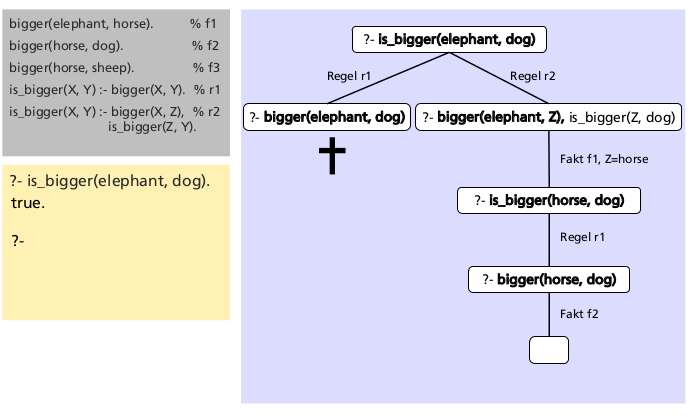 bigger(elephant, horse). % f1
bigger(horse, dog). % f2
bigger(horse, sheep). % f3
is_bigger(X, Y) :- bigger(X, Y). % r1
is_bigger(X, Y) :- bigger(X, Z), % r2
is_bigger(Z, Y).
?- is_bigger(elephant, dog).
true.
?-
?- is_bigger(elephant, dog)
Regel r1
Regel r2
?- bigger(elephant, dog)
?- bigger(elephant, Z), is_bigger(Z, dog)
Fakt f1, Z=horse
?- is_bigger(horse, dog)
Regel r1
?- bigger(horse, dog)
Fakt f2